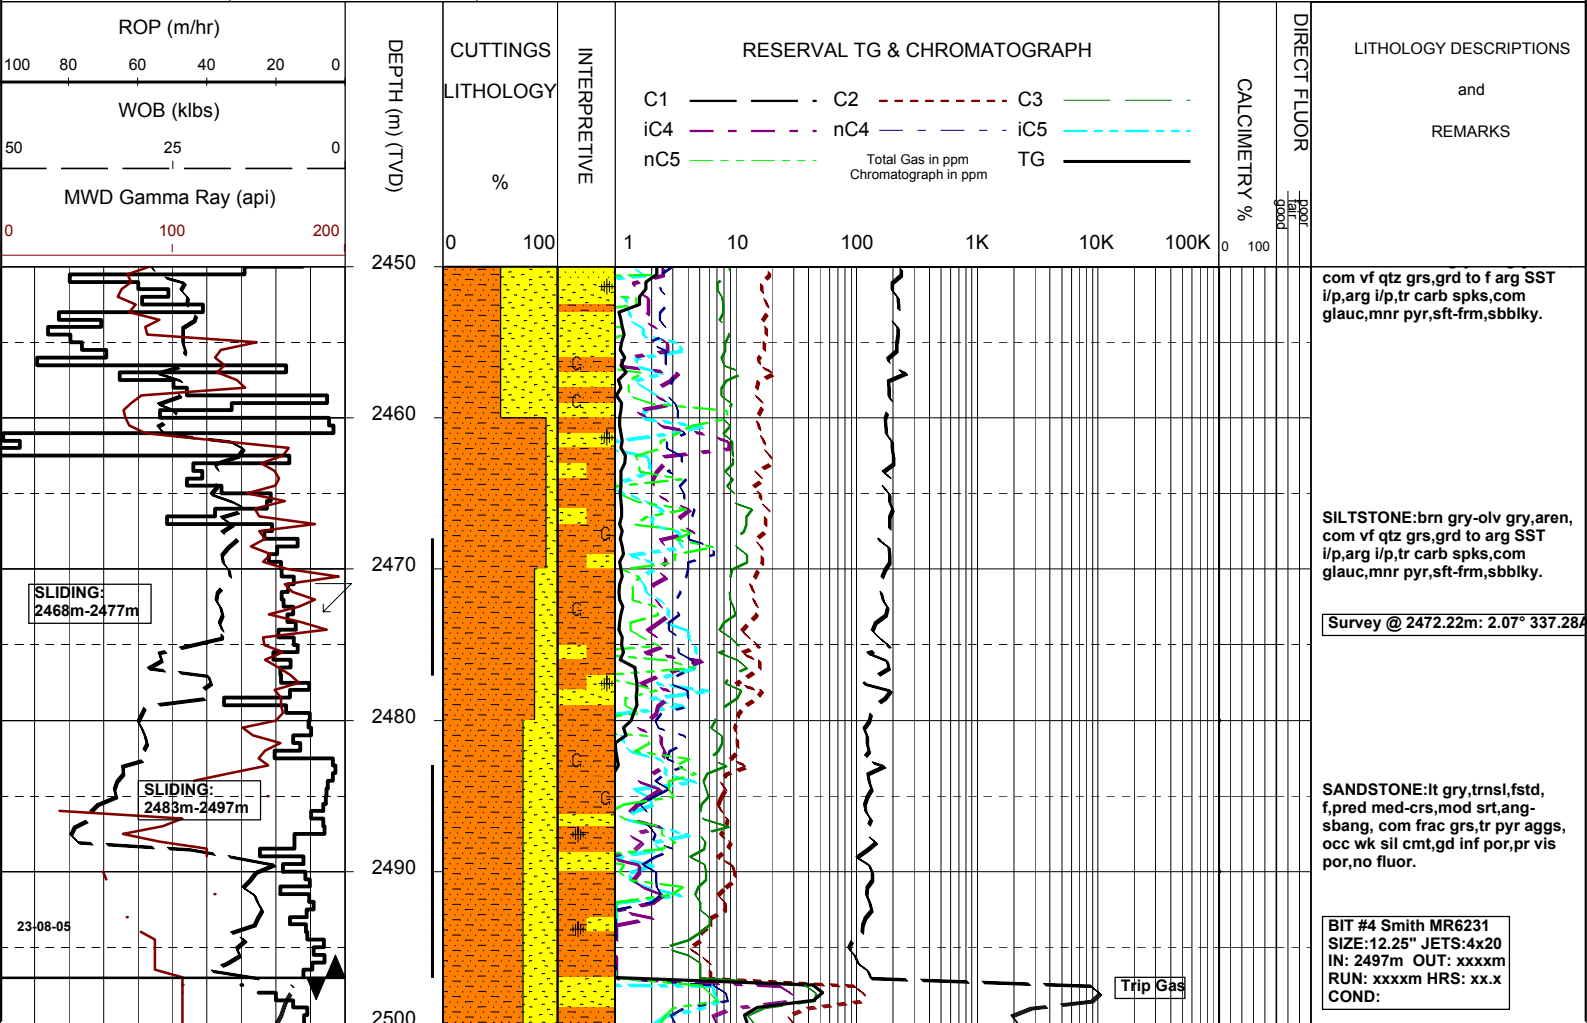 ROP (m/hr)
100 80 60 40 20 0
WOB (klbs)
50 25 0
MWD Gamma Ray (api)
0 100 200
DEPTH (m) (TVD)
CUTTINGS
LITHOLOGY
%
0 100
INTERPRETIVE
RESERVAL TG & CHROMATOGRAPH
C1 C2 C3
iC4 nC4 iC5
nC5 Total Gas in ppm TG
Chromatograph in ppm
1 10 100 1K 10K 100K
CALCIMETRY %
0 100
DIRECT FLUOR
good
fair
poor
LITHOLOGY DESCRIPTIONS
and
REMARKS
2450
2460
2470
2480
2490
2500
SLIDING:
2468m-2477m
SLIDING:
2483m-2497m
23-08-05
G
G
G
G
G
G
Trip Gas
com vf qtz grs,grd to f arg SST
i/p,arg i/p,tr carb spks,com
glauc,mnr pyr,sft-frm,sbblky.
SILTSTONE:brn gry-olv gry,aren,
com vf qtz grs,grd to arg SST
i/p,arg i/p,tr carb spks,com
glauc,mnr pyr,sft-frm,sbblky.
Survey @ 2472.22m: 2.07° 337.28A
SANDSTONE:lt gry,trnsl,fstd,
f,pred med-crs,mod srt,ang-
sbang, com frac grs,tr pyr aggs,
occ wk sil cmt,gd inf por,pr vis
por,no fluor.
BIT #4 Smith MR6231
SIZE:12.25" JETS:4x20
IN: 2497m OUT: xxxxm
RUN: xxxxm HRS: xx.x
COND: